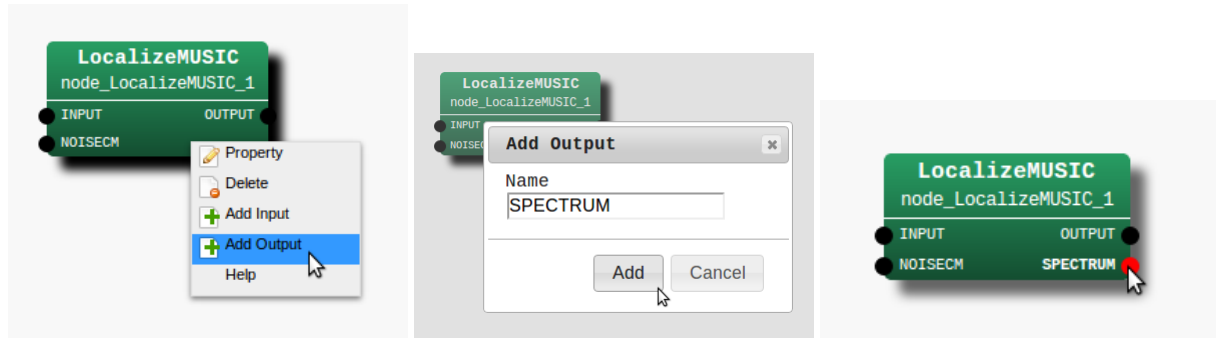 LocalizeMUSIC
node_LocalizeMUSIC_1
INPUT OUTPUT
NOISECM
Property
Delete
Add Input
Add Output
Help
LocalizeMUSIC
node_LocalizeMUSIC_1
INPUT
NOISEC
Add Output
Name
SPECTRUM
Add Cancel
LocalizeMUSIC
node_LocalizeMUSIC_1
INPUT OUTPUT
NOISECM SPECTRUM